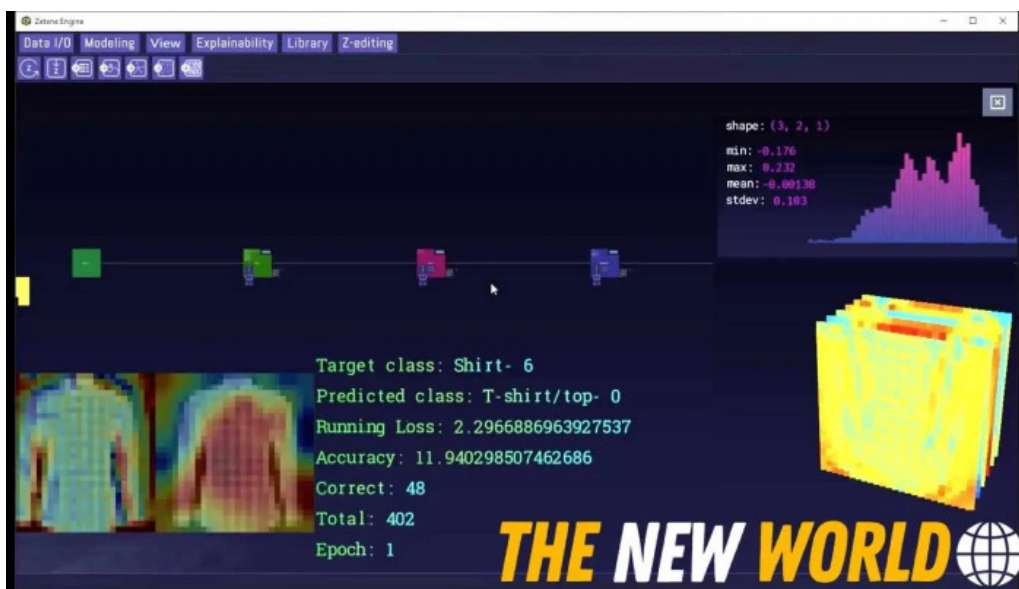 Zetane Engine
Data I/O Modeling View Explainability Library Z-editing
shape: (3, 2, 1)
min: -0.176
max: 0.232
mean: -0.00138
stdev: 0.103
Target class: Shirt- 6
Predicted class: T-shirt/top- 0
Running Loss: 2.2966886963927537
Accuracy: 11.940298507462686
Correct: 48
Total: 402
Epoch: 1
THE NEW WORLD